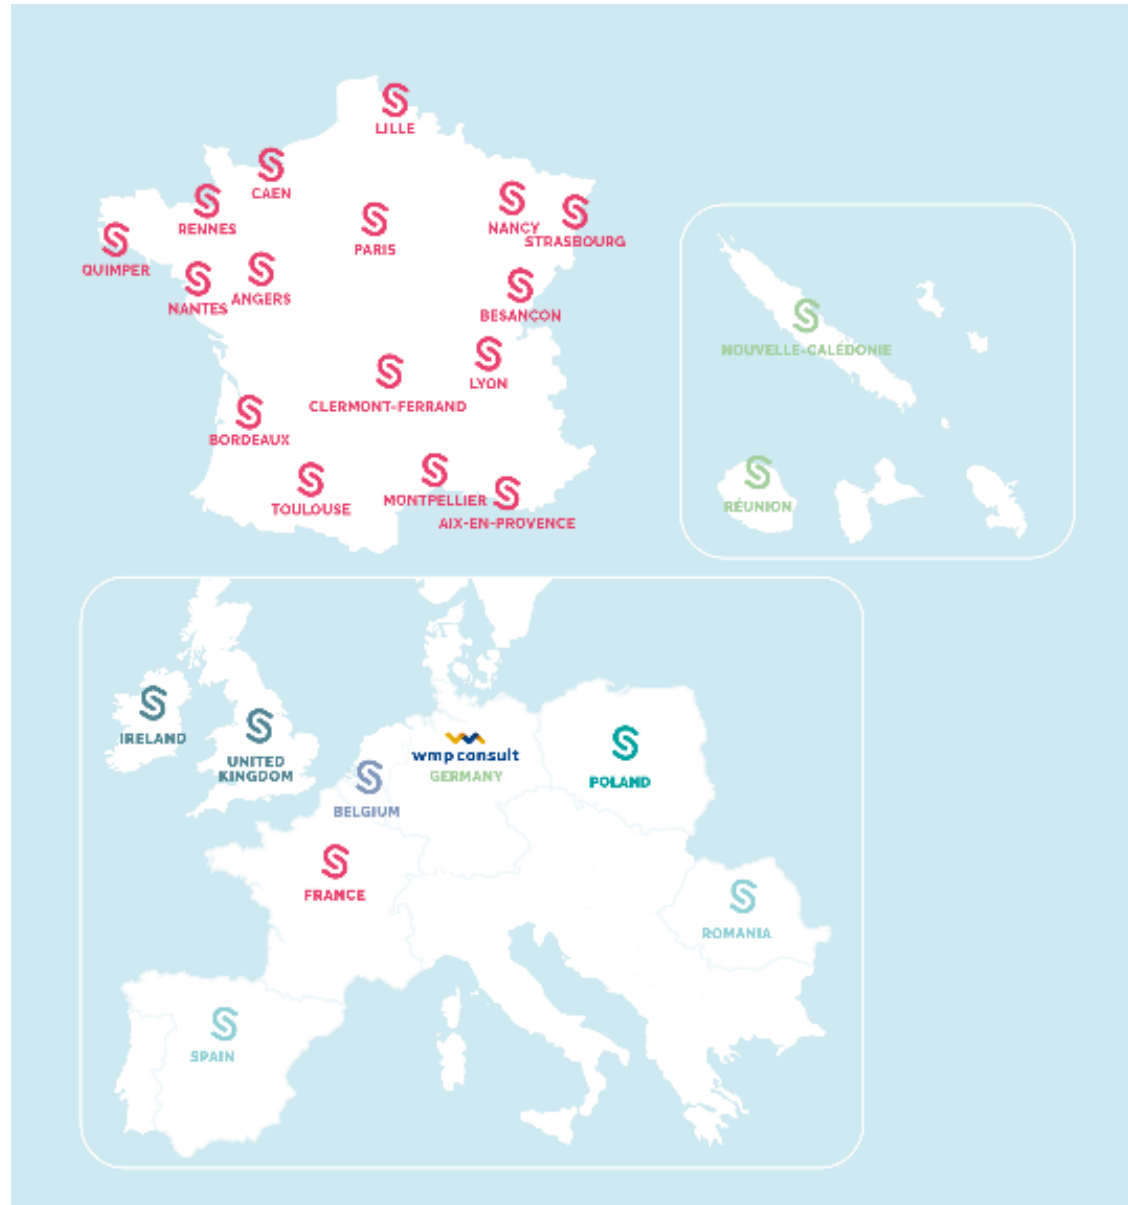 LILLE
CAEN
RENNES
PARIS
NANCY
STRASBOURG
QUIMPER
NANTES
ANGERS
BESANÇON
LYON
CLERMONT-FERRAND
BORDEAUX
TOULOUSE
MONTPELLIER
AIX-EN-PROVENCE
NOUVELLE-CALÉDONIE
RÉUNION
IRELAND
UNITED
KINGDOM
BELGIUM
wmp consult
GERMANY
POLAND
FRANCE
ROMANIA
SPAIN